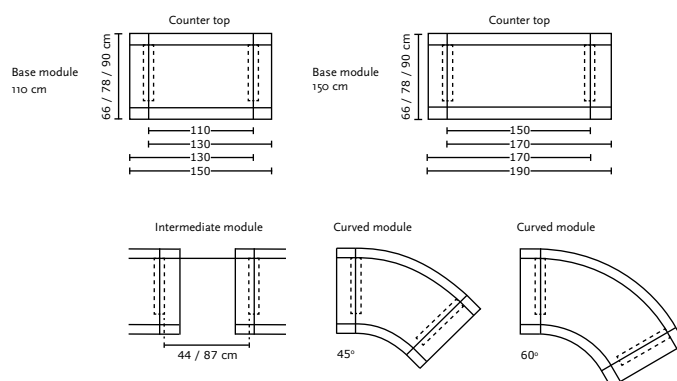 Counter top
66 / 78 / 90 cm
Base module
110 cm
110
130
130
150
Counter top
66 / 78 / 90 cm
Base module
150 cm
150
170
170
190
Intermediate module
44 / 87 cm
Curved module
45°
Curved module
60°